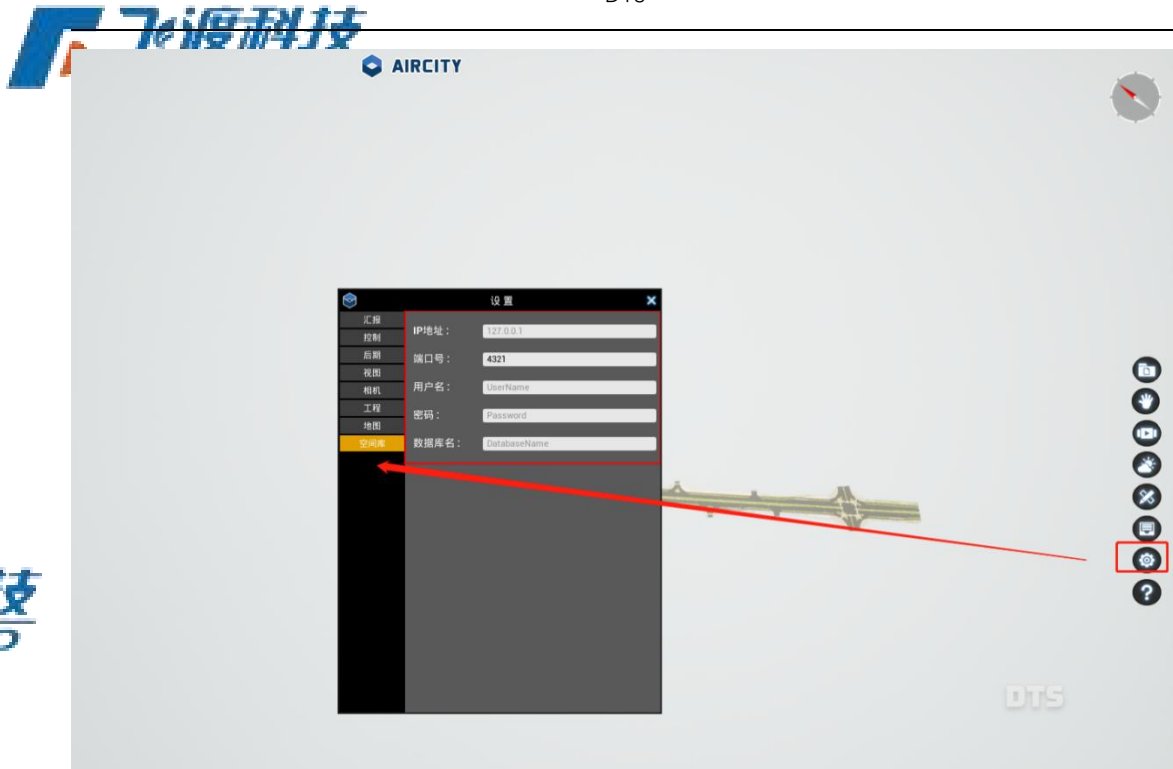 飞渡科技
AIRCITY
设置
汇报
控制
后期
视图
相机
工程
地图
空间库
IP地址：
127.0.0.1
端口号：
4321
用户名：
UserName
密码：
Password
数据库名：
DatabaseName
?
技
DTS